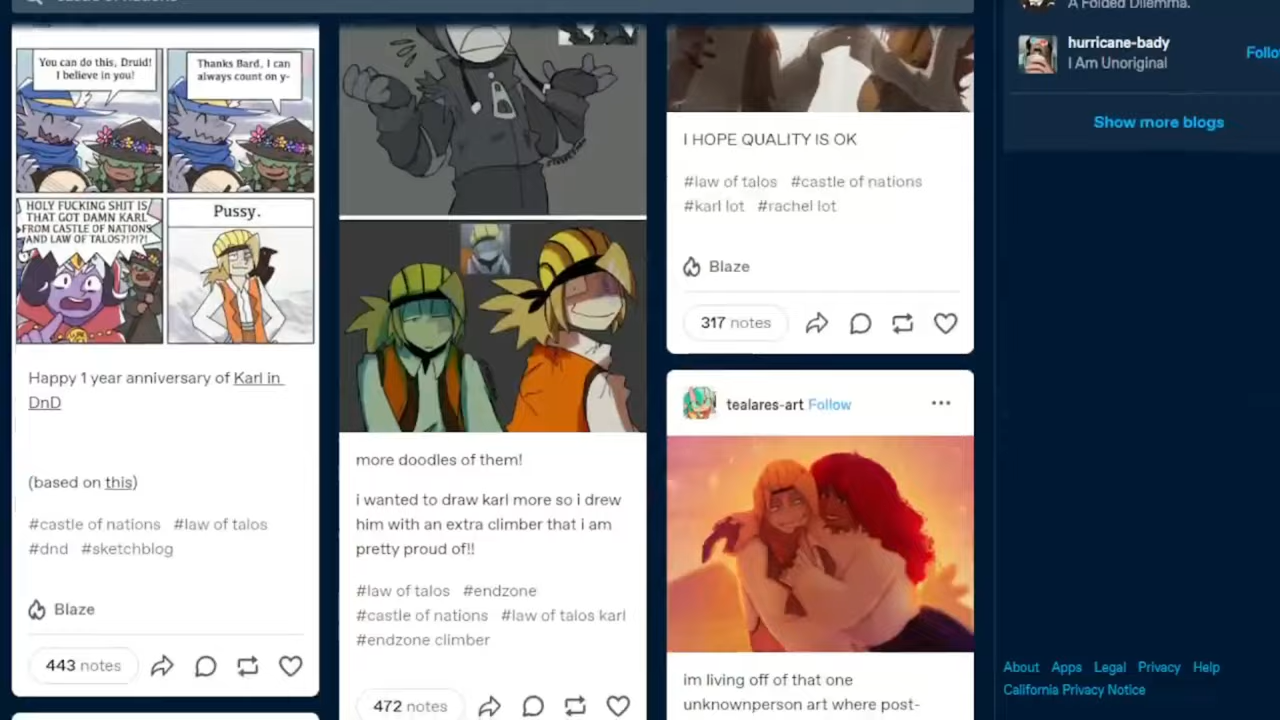 You can do this, Druid!
I believe in you!
Thanks Bard, I can
always count on y-
HOLY FUCKING SHIT IS
THAT GOT DAMN KARL
FROM CASTLE OF NATIONS
AND LAW OF TALOS?!?!?!
Pussy.
Happy 1 year anniversary of Karl in
DnD
(based on this)
#castle of nations #law of talos
#dnd #sketchblog
Blaze
443 notes
more doodles of them!
i wanted to draw karl more so i drew
him with an extra climber that i am
pretty proud of!!
#law of talos #endzone
#castle of nations #law of talos karl
#endzone climber
472 notes
I HOPE QUALITY IS OK
#law of talos #castle of nations
#karl lot #rachel lot
Blaze
317 notes
tealares-art Follow
im living off of that one
unknownperson art where post-
A Folded Dilemma.
hurricane-bady
I Am Unoriginal
Follo
Show more blogs
About Apps Legal Privacy Help
California Privacy Notice